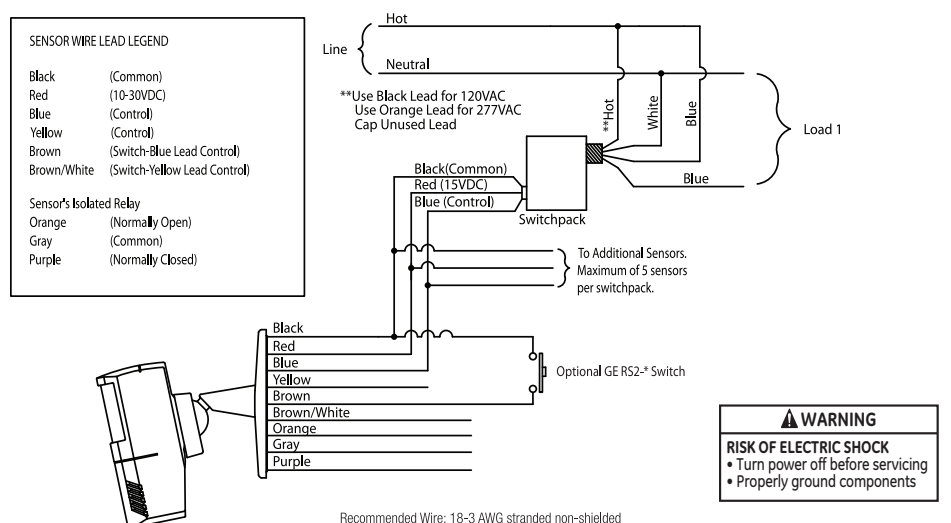 SENSOR WIRE LEAD LEGEND
Black (Common)
Red (10-30VDC)
Blue (Control)
Yellow (Control)
Brown (Switch-Blue Lead Control)
Brown/White (Switch-Yellow Lead Control)
Sensor's Isolated Relay
Orange (Normally Open)
Gray (Common)
Purple (Normally Closed)
Hot
Line
Neutral
**Use Black Lead for 120VAC
Use Orange Lead for 277VAC
Cap Unused Lead
**Hot
White
Blue
Load 1
Blue
Black(Common)
Red (15VDC)
Blue (Control)
Switchpack
To Additional Sensors.
Maximum of 5 sensors
per switchpack.
Black
Red
Blue
Yellow
Brown
Brown/White
Orange
Gray
Purple
Optional GE RS2-* Switch
WARNING
RISK OF ELECTRIC SHOCK
• Turn power off before servicing
• Properly ground components
Recommended Wire: 18-3 AWG stranded non-shielded